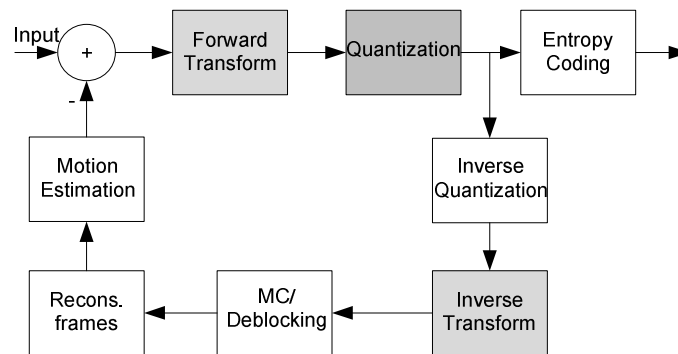 Input
+
Forward
Transform
Quantization
Entropy
Coding
-
Motion
Estimation
Inverse
Quantization
Recons.
frames
MC/
Deblocking
Inverse
Transform